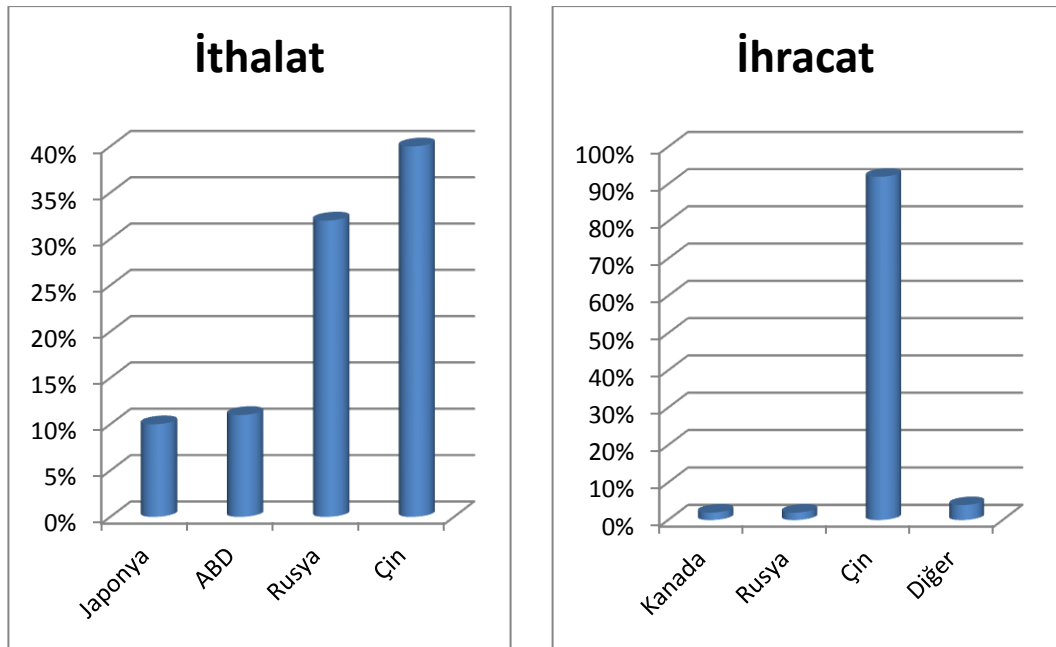 İthalat
40%
35%
30%
25%
20%
15%
10%
5%
0%
Japonya
ABD
Rusya
Çin
İhracat
100%
90%
80%
70%
60%
50%
40%
30%
20%
10%
0%
Kanada
Rusya
Çin
Diğer